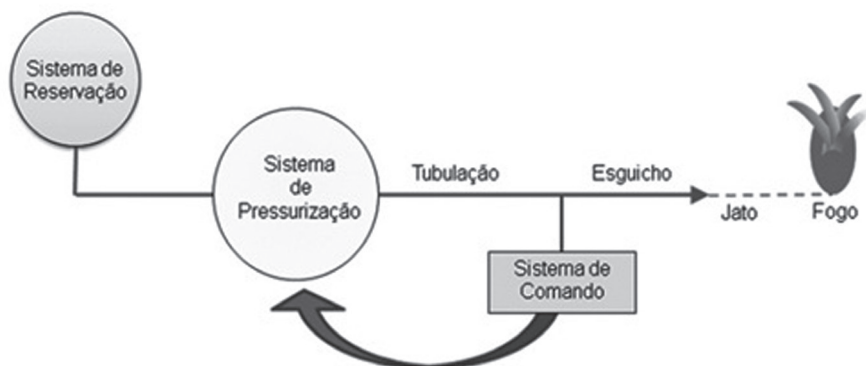 Sistema de
Reservação
Sistema
de
Pressurização
Tubulação
Esguicho
Jato
Fogo
Sistema de
Comando